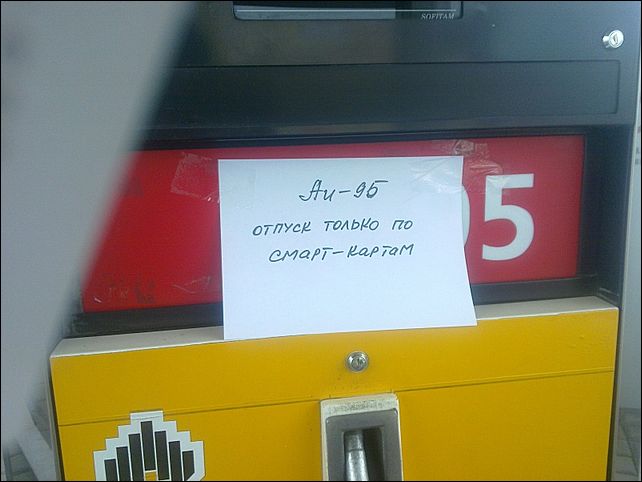 SOFITAM
Аи-95
ОТПУСК ТОЛЬКО ПО
СМАРТ-КАРТАМ
95